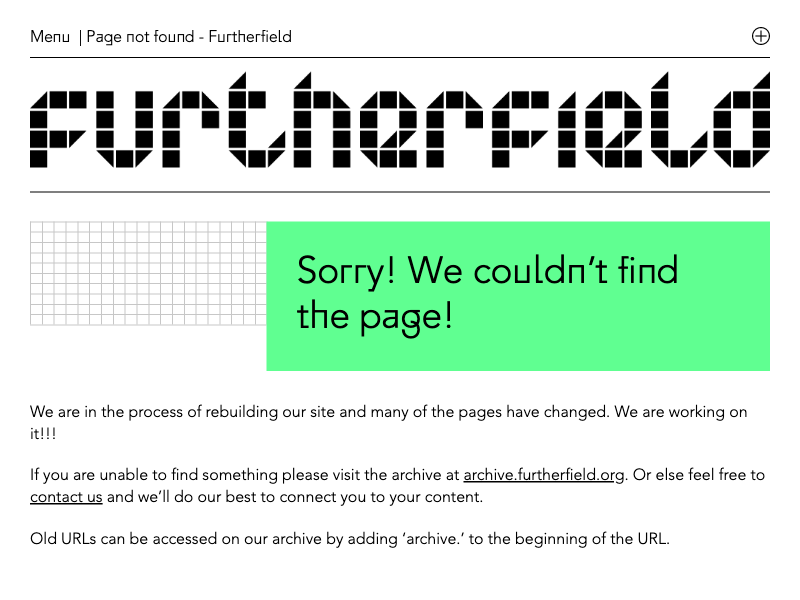 Menu | Page not found - Furtherfield
furtherfield
Sorry! We couldn't find
the page!
We are in the process of rebuilding our site and many of the pages have changed. We are working on
it!!!
If you are unable to find something please visit the archive at archive.furtherfield.org. Or else feel free to
contact us and we’ll do our best to connect you to your content.
Old URLs can be accessed on our archive by adding ‘archive.’ to the beginning of the URL.